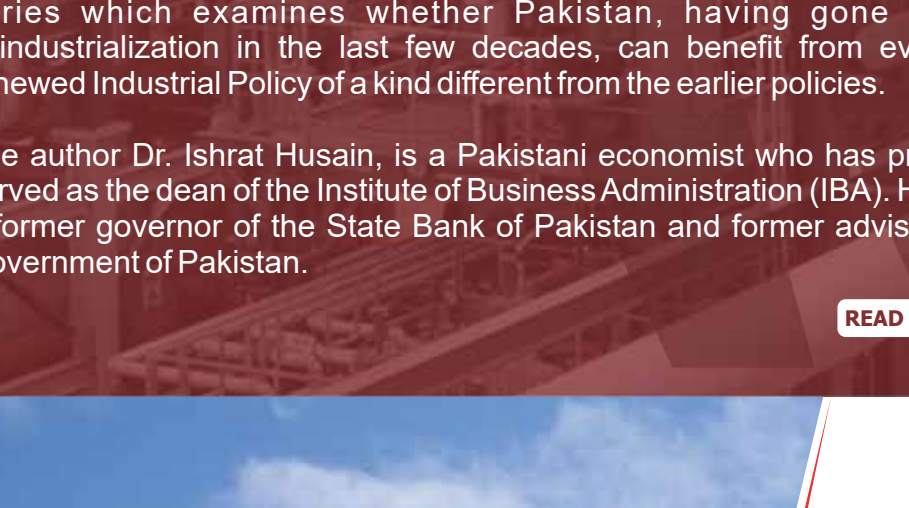 ries which examines whether Pakistan, having gone
industrialization in the last few decades, can benefit from ev
newed Industrial Policy of a kind different from the earlier policies.
e author Dr. Ishrat Husain, is a Pakistani economist who has pr
rved as the dean of the Institute of Business Administration (IBA). H
former governor of the State Bank of Pakistan and former advis
overnment of Pakistan.
READ